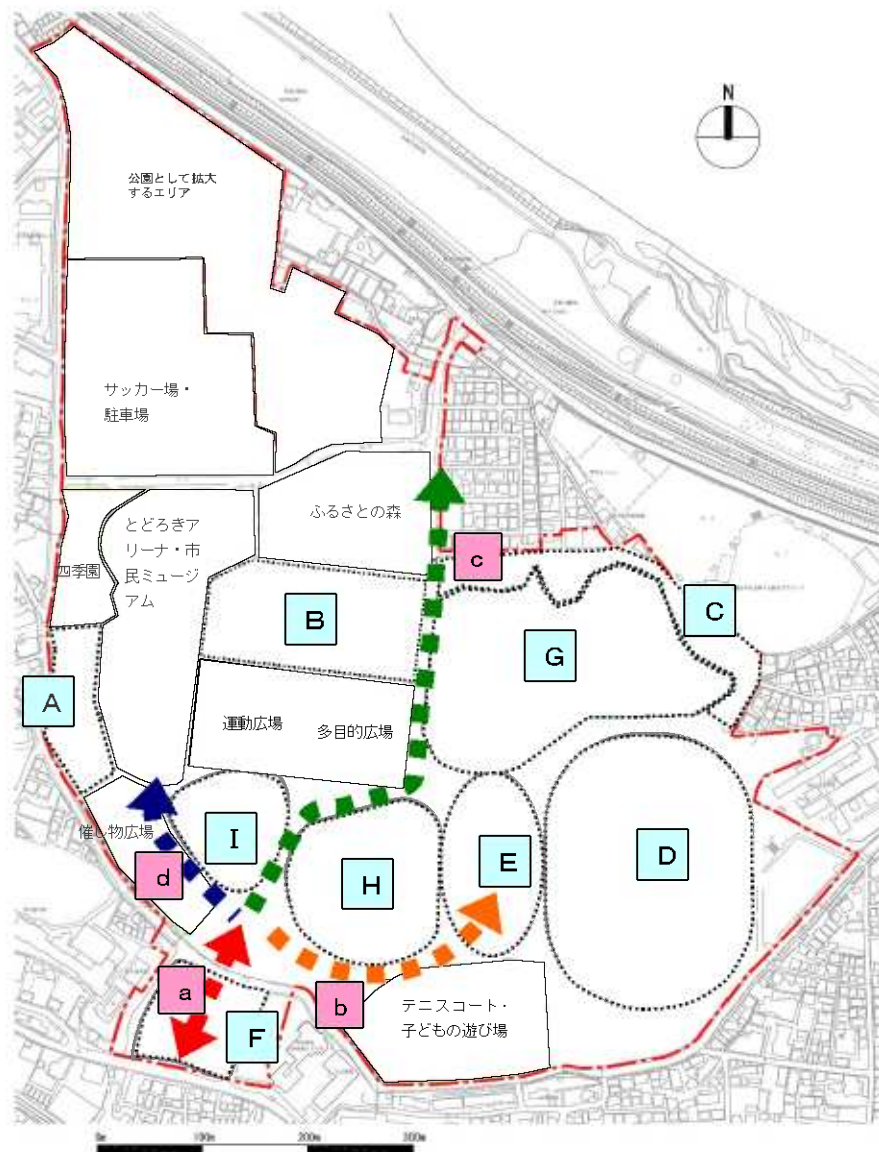 N
公園として拡大
するエリア
サッカー場・
駐車場
ふるさとの森
とどろきア
リーナ・市
民ミュージ
アム
四季園
c
B
C
G
A
運動広場
多目的広場
催し物広場
I
H
E
D
d
a
b
F
テニスコート・
子どもの遊び場
0m
100m
200m
300m